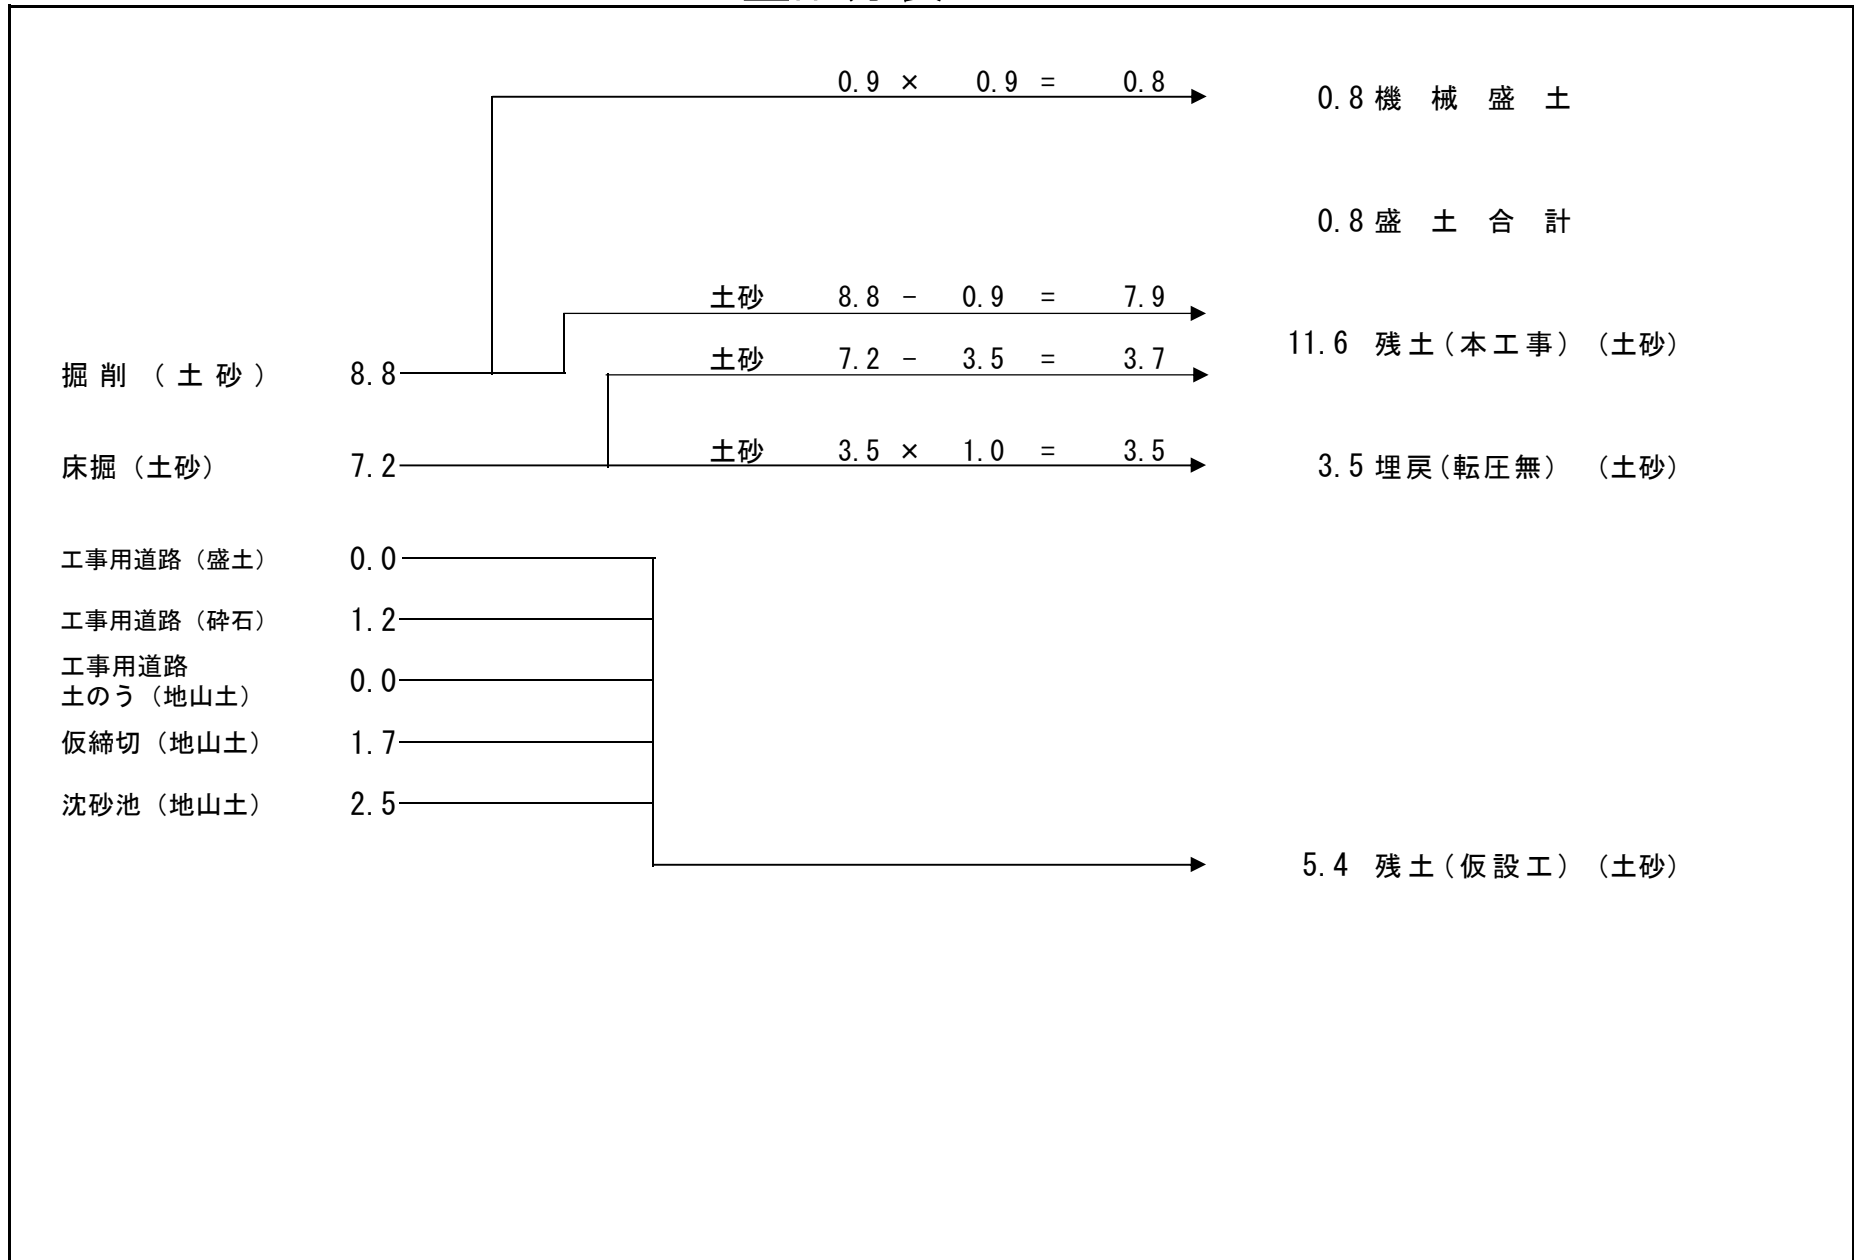 0.9 × 0.9 = 0.8
0.8 機 械 盛 土
0.8 盛 土 合 計
土砂 8.8 - 0.9 = 7.9
11.6 残土(本工事) (土砂)
土砂 7.2 - 3.5 = 3.7
掘削 (土砂) 8.8
土砂 3.5 × 1.0 = 3.5
床掘(土砂) 7.2
3.5 埋戻(転圧無) (土砂)
工事用道路(盛土) 0.0
工事用道路(砕石) 1.2
工事用道路
土のう(地山土) 0.0
仮締切(地山土) 1.7
沈砂池(地山土) 2.5
5.4 残土(仮設工) (土砂)